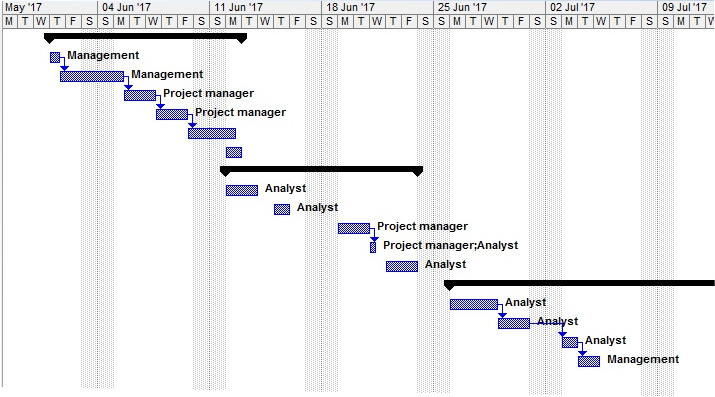 May '17 04 Jun '17 11 Jun '17 18 Jun '17 25 Jun '17 02 Jul '17 09 Jul '17
M T W T F S S M T W T F S S M T W T F S S M T W T F S S M T W T F S S M T W T F S S M T W
Management
Management
Project manager
Project manager
Analyst
Analyst
Project manager
Project manager;Analyst
Analyst
Analyst
Analyst
Analyst
Management